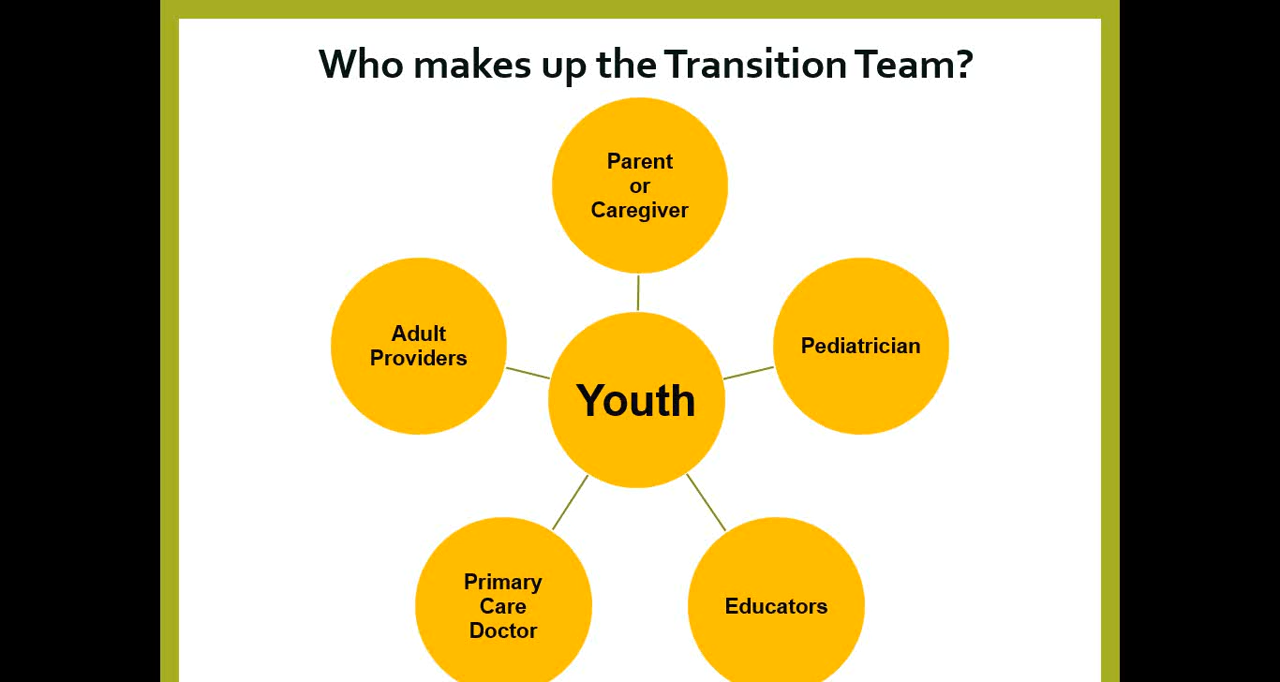 Who makes up the Transition Team?
Parent
or
Caregiver
Adult
Providers
Pediatrician
Youth
Primary
Care
Doctor
Educators